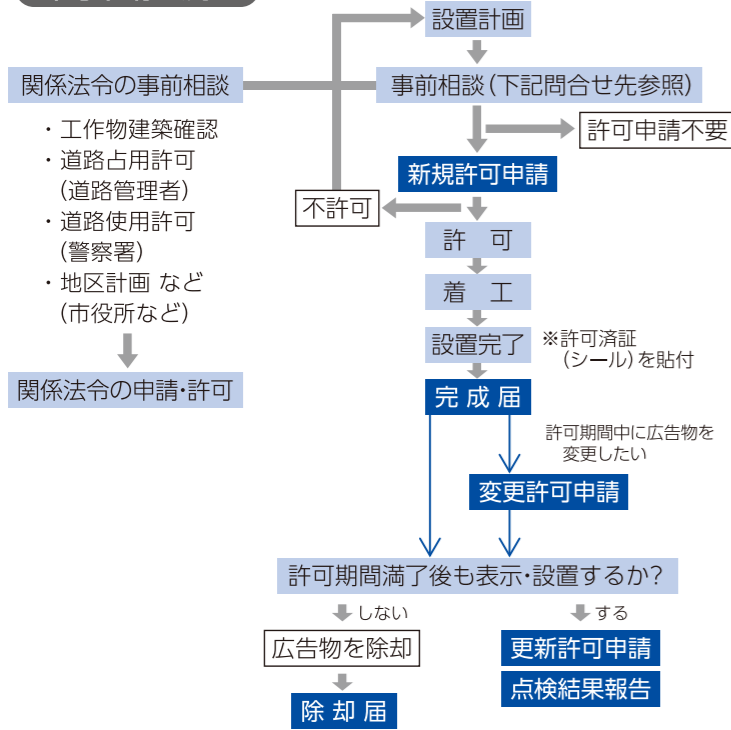 設置計画
関係法令の事前相談
事前相談(下記問合せ先参照)
・工作物建築確認
・道路占用許可
(道路管理者)
・道路使用許可
(警察署)
・地区計画 など
(市役所など)
関係法令の申請・許可
許可申請不要
新規許可申請
不許可
許 可
着 工
設置完了
※許可済証
(シール)を貼付
完成届
許可期間中に広告物を
変更したい
変更許可申請
許可期間満了後も表示・設置するか?
しない
する
広告物を除却
更新許可申請
点検結果報告
除却届